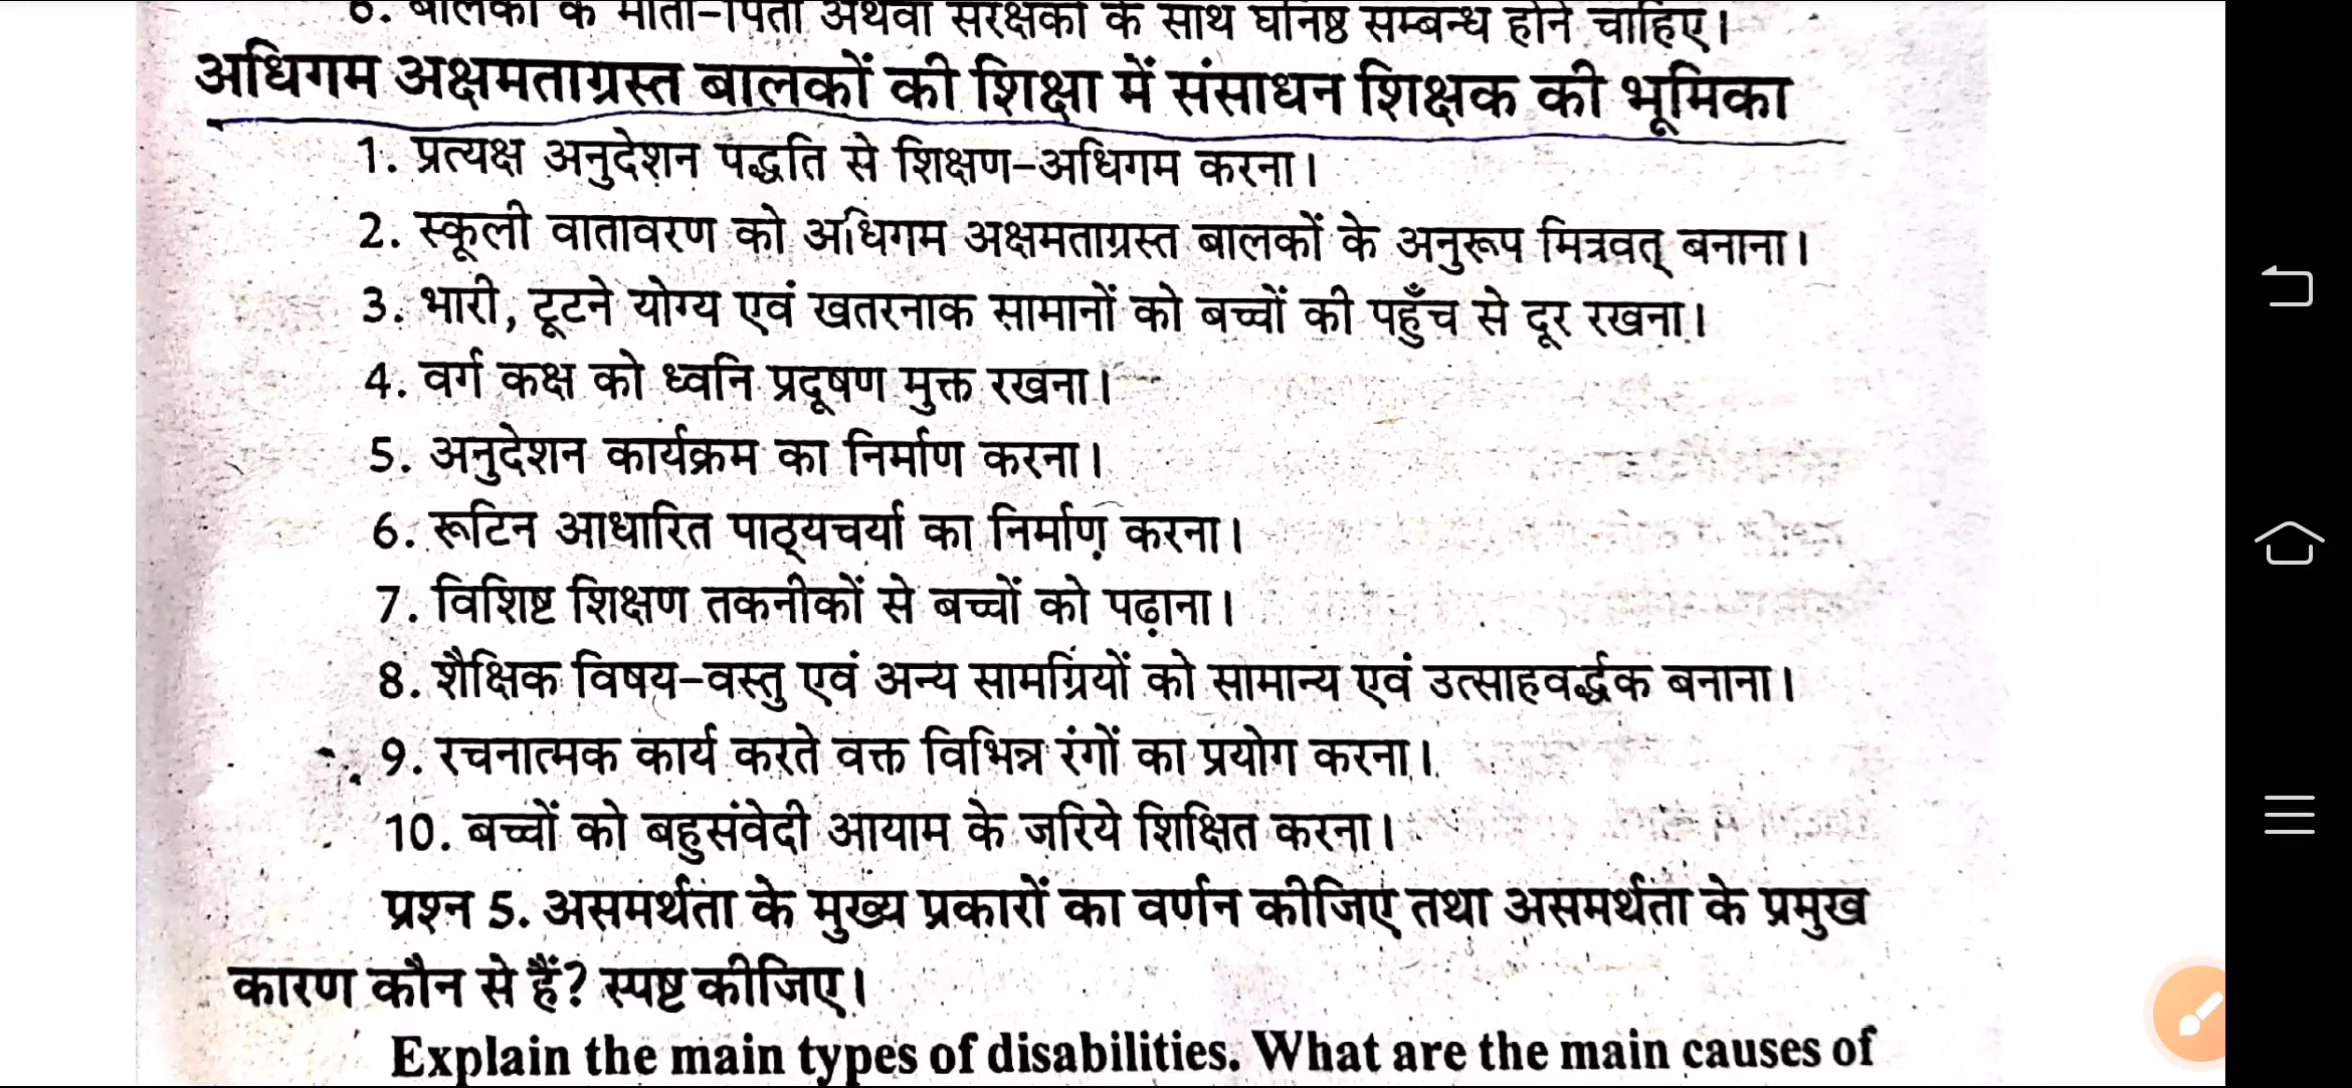 6. बालकों के माता-पिता अथवा संरक्षकों के साथ घनिष्ठ सम्बन्ध होने चाहिए।
अधिगम अक्षमताग्रस्त बालकों की शिक्षा में संसाधन शिक्षक की भूमिका
1. प्रत्यक्ष अनुदेशन पद्धति से शिक्षण-अधिगम करना।
2. स्कूली वातावरण को अधिगम अक्षमताग्रस्त बालकों के अनुरूप मित्रवत् बनाना।
3. भारी, टूटने योग्य एवं खतरनाक सामानों को बच्चों की पहुँच से दूर रखना।
4. वर्ग कक्ष को ध्वनि प्रदूषण मुक्त रखना।
5. अनुदेशन कार्यक्रम का निर्माण करना।
6. रूटिन आधारित पाठ्यचर्या का निर्माण करना।
7. विशिष्ट शिक्षण तकनीकों से बच्चों को पढ़ाना।
8. शैक्षिक विषय-वस्तु एवं अन्य सामग्रियों को सामान्य एवं उत्साहवर्द्धक बनाना।
9. रचनात्मक कार्य करते वक्त विभिन्न रंगों का प्रयोग करना।
10. बच्चों को बहुसंवेदी आयाम के जरिये शिक्षित करना।
प्रश्न 5. असमर्थता के मुख्य प्रकारों का वर्णन कीजिए तथा असमर्थता के प्रमुख
कारण कौन से हैं? स्पष्ट कीजिए।
Explain the main types of disabilities. What are the main causes of